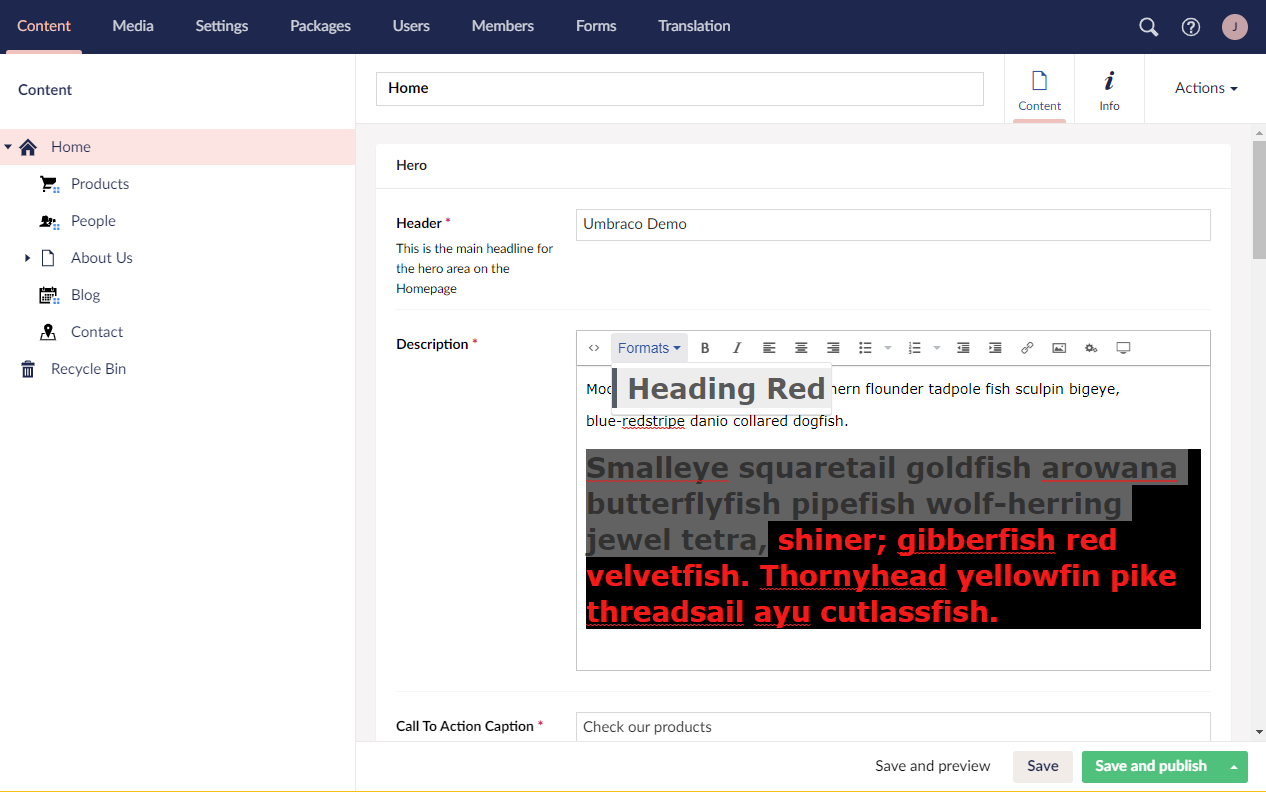 Content Media Settings Packages Users Members Forms Translation J
Content
Home
Products
People
About Us
Blog
Contact
Recycle Bin
Home
Content
Info
Actions
Hero
Header *
This is the main headline for
the hero area on the
Homepage
Umbraco Demo
Description *
Formats B I
Heading Red
flounder tadpole fish sculpin bigeye,
blue-redstripe danio collared dogfish.
Smalleye squaretail goldfish arowana
butterflyfish pipefish wolf-herring
jewel tetra, shiner; gibberfish red
velvetfish. Thornyhead yellowfin pike
threadsail ayu cutlassfish.
Call To Action Caption *
Check our products
Save and preview Save Save and publish